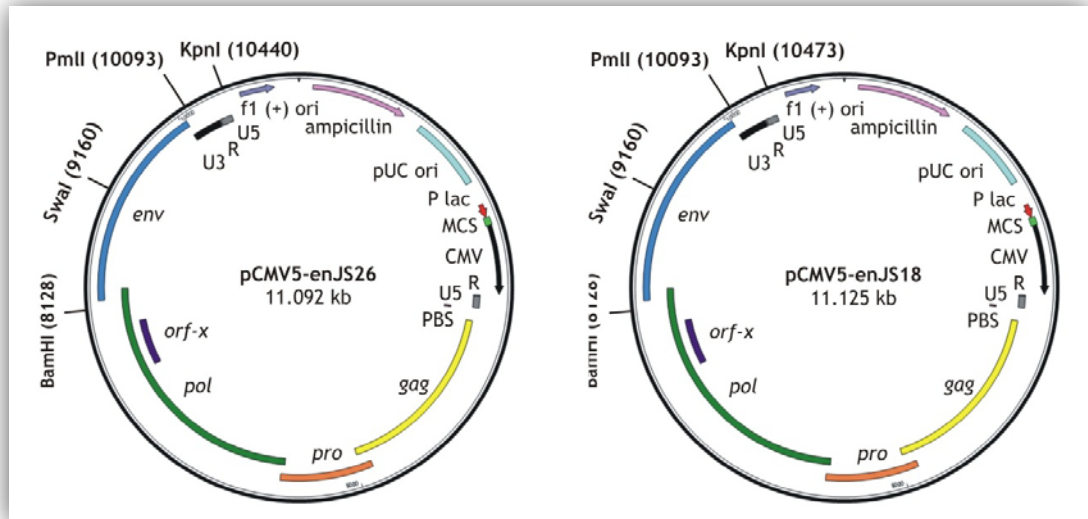 KpnI (10440)
PmlI (10093)
f1 (+) ori
ampicillin
U5
R
U3
pUC ori
SwaI (9160)
env
P lac
MCS
CMV
pCMV5-enJS26
11.092 kb
R
U5
PBS
BamHI (8128)
orf-x
pol
gag
pro
KpnI (10473)
PmlI (10093)
f1 (+) ori
ampicillin
U5
R
U3
pUC ori
SwaI (9160)
env
P lac
MCS
CMV
pCMV5-enJS18
11.125 kb
R
U5
PBS
orf-x
pol
gag
pro